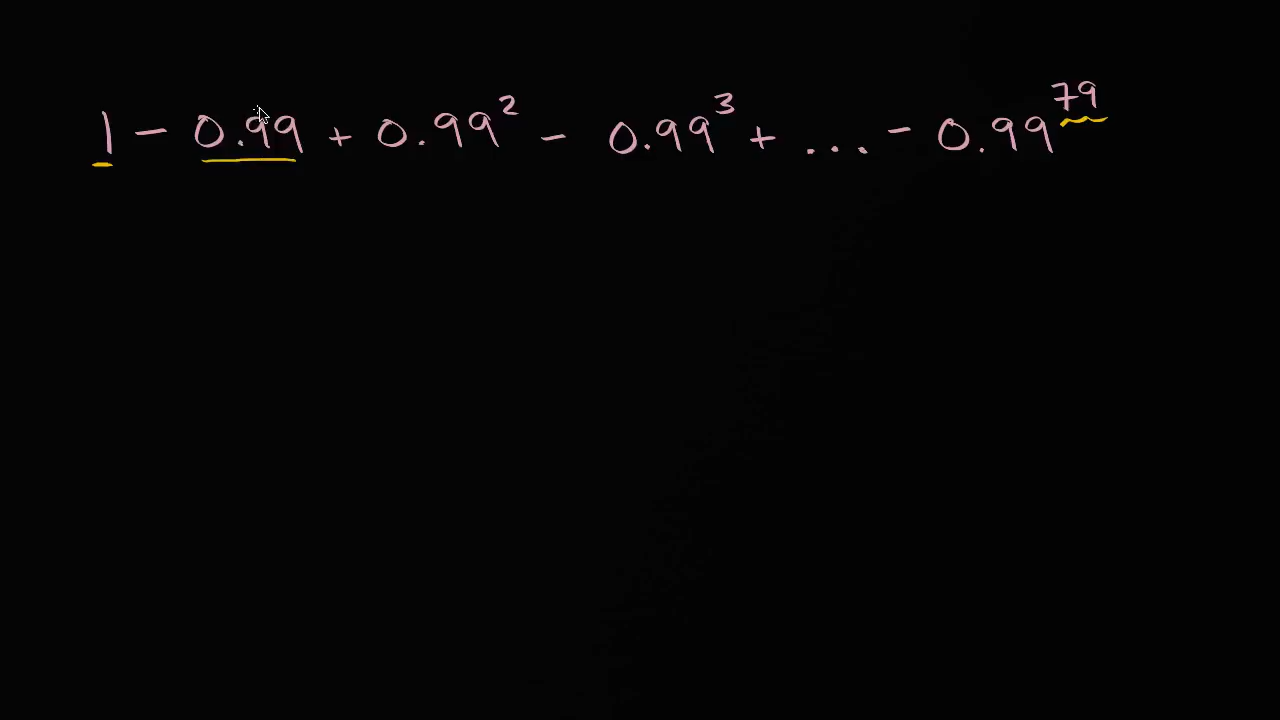 1 - 0.99 + 0.99² - 0.99³ + ... - 0.99⁷⁹